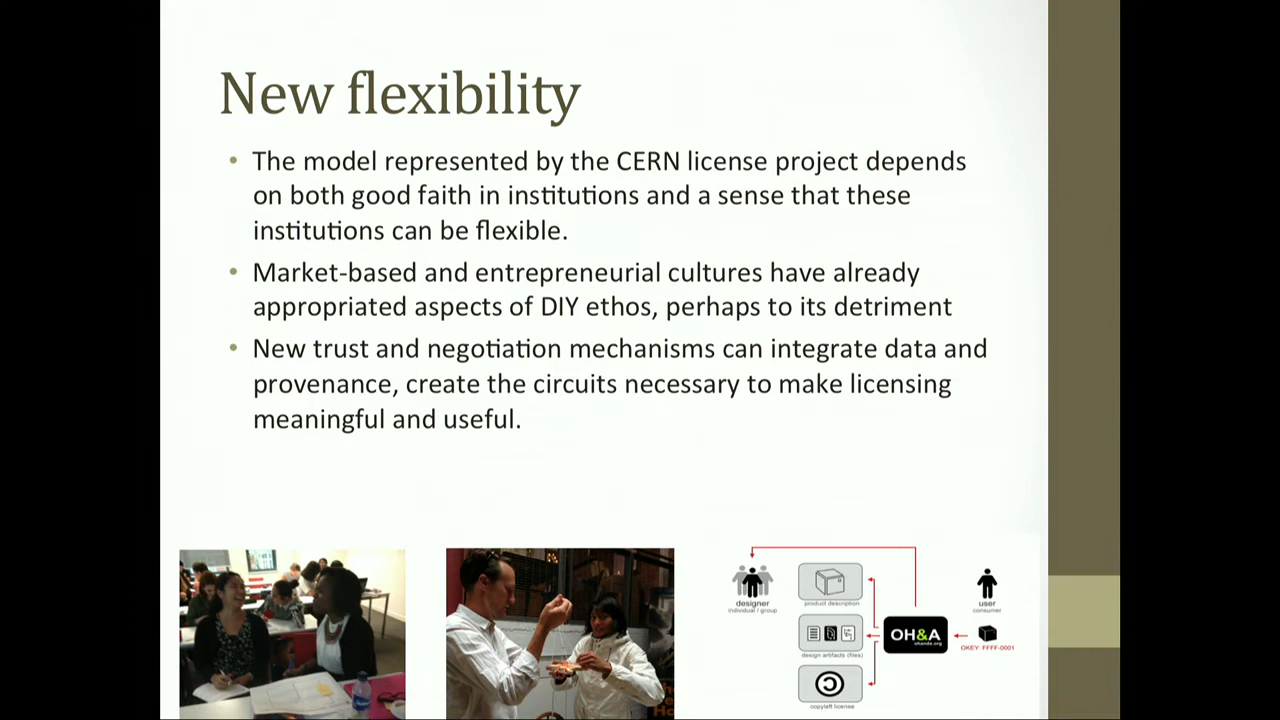 New flexibility
• The model represented by the CERN license project depends
on both good faith in institutions and a sense that these
institutions can be flexible.
• Market-based and entrepreneurial cultures have already
appropriated aspects of DIY ethos, perhaps to its detriment
• New trust and negotiation mechanisms can integrate data and
provenance, create the circuits necessary to make licensing
meaningful and useful.
designer
individual / group
product description
design artifacts (files)
copyleft license
OH&A
ohanda.org
user
consumer
OKEY: FFFF-0001